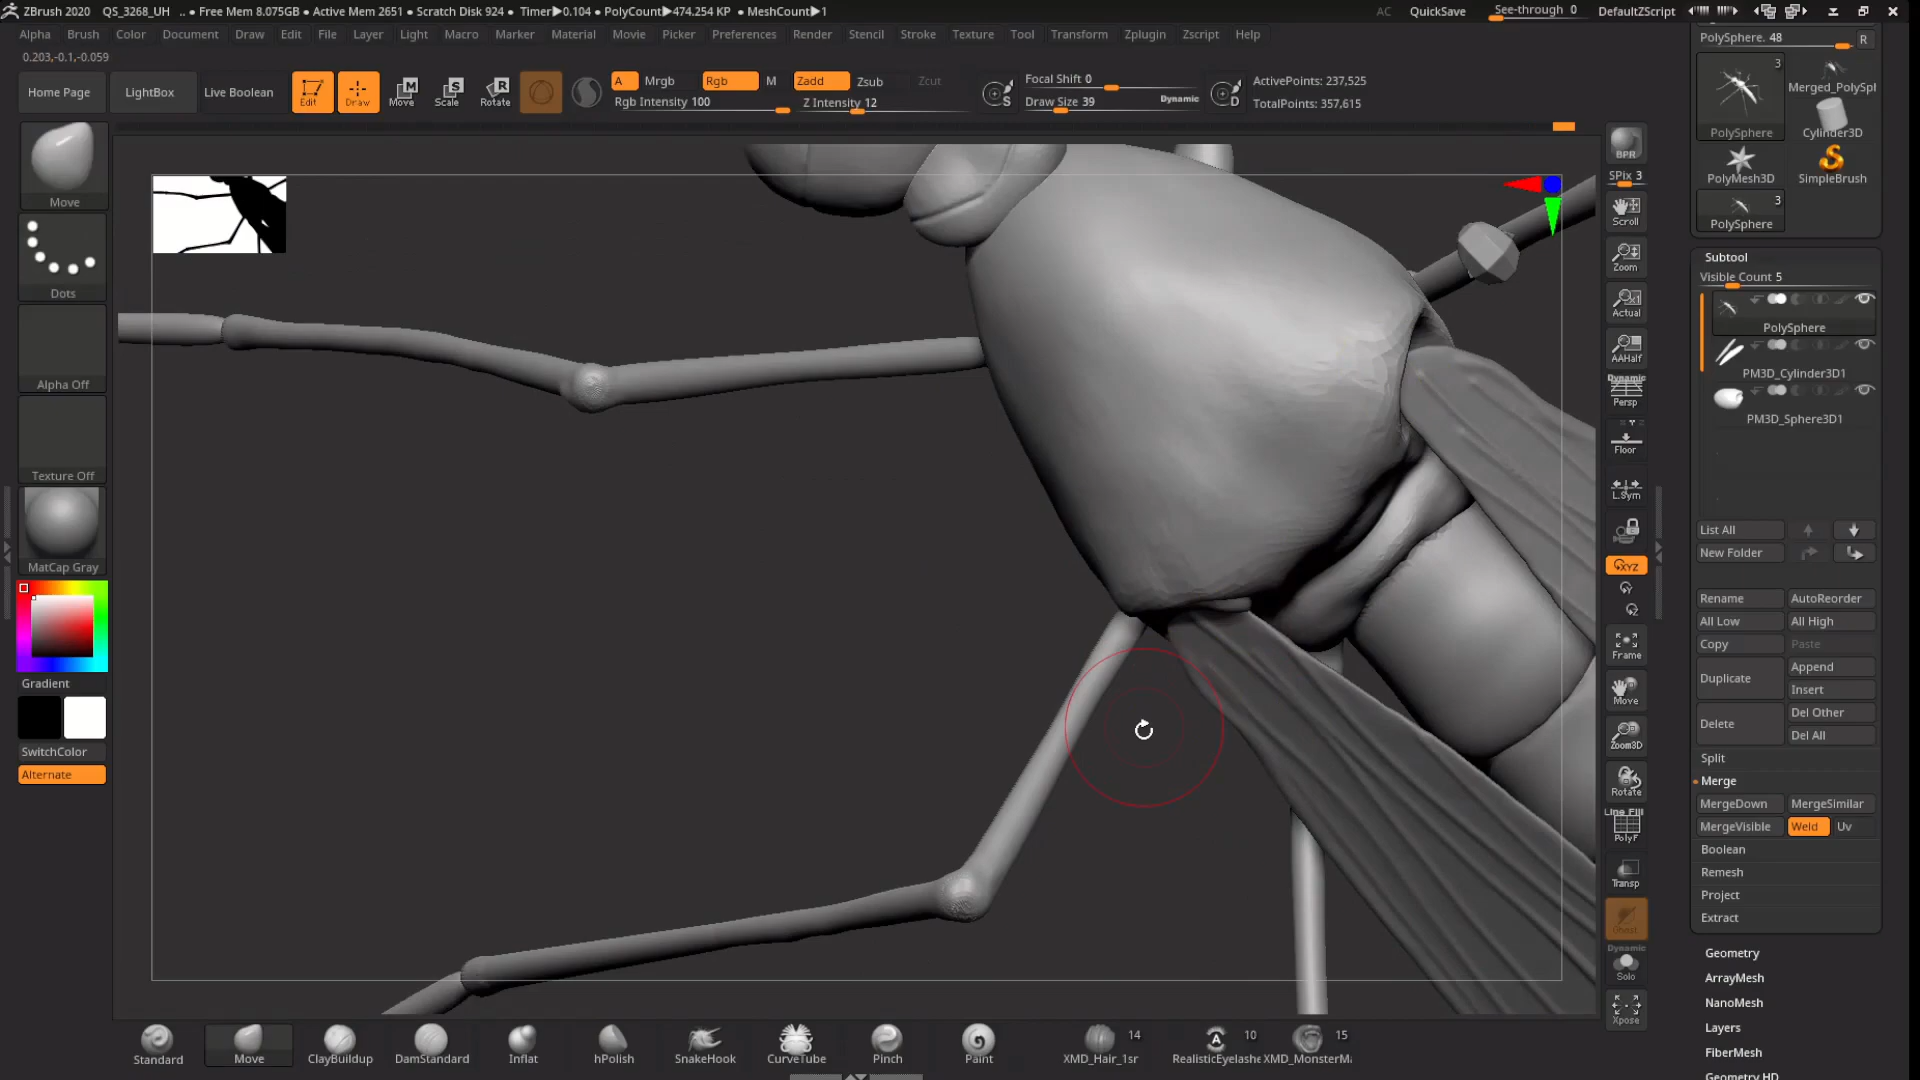 ZBrush 2020 QS_3268_UH .. • Free Mem 8.075GB • Active Mem 2651 • Scratch Disk 924 • Timer▶0.104 • PolyCount▶474.254 KP • MeshCount▶1 AC QuickSave See-through 0 DefaultZScript
Alpha Brush Color Document Draw Edit File Layer Light Macro Marker Material Movie Picker Preferences Render Stencil Stroke Texture Tool Transform Zplugin Zscript Help
0.203,-0.1,-0.059
Home Page LightBox Live Boolean Edit Draw Move Scale Rotate
A Mrgb Rgb M Zadd Zsub Zcut
Rgb Intensity 100 Z Intensity 12
Focal Shift 0
Draw Size 39 Dynamic
S D
ActivePoints: 237,525
TotalPoints: 357,615
Move
Dots
Alpha Off
Texture Off
MatCap Gray
Gradient
SwitchColor
Alternate
BPR
SPix 3
Scroll
Zoom
Actual
AAHalf
Dynamic
Persp
Floor
L.Sym
XYZ
Frame
Move
Zoom3D
Rotate
Line Fill
PolyF
Transp
Ghost
Dynamic
Solo
Xpose
PolySphere. 48 R
3
PolySphere
Merged_PolySpl
Cylinder3D
PolyMesh3D SimpleBrush
3
PolySphere
Subtool
Visible Count 5
PolySphere
PM3D_Cylinder3D1
PM3D_Sphere3D1
List All
New Folder
Rename AutoReorder
All Low All High
Copy Paste
Duplicate Append
Insert
Delete Del Other
Del All
Split
Merge
MergeDown MergeSimilar
MergeVisible Weld Uv
Boolean
Remesh
Project
Extract
Geometry
ArrayMesh
NanoMesh
Layers
FiberMesh
Geometry HD
14 10 15
Standard Move ClayBuildup DamStandard Inflat hPolish SnakeHook CurveTube Pinch Paint XMD_Hair_1sr RealisticEyelashe XMD_MonsterMa